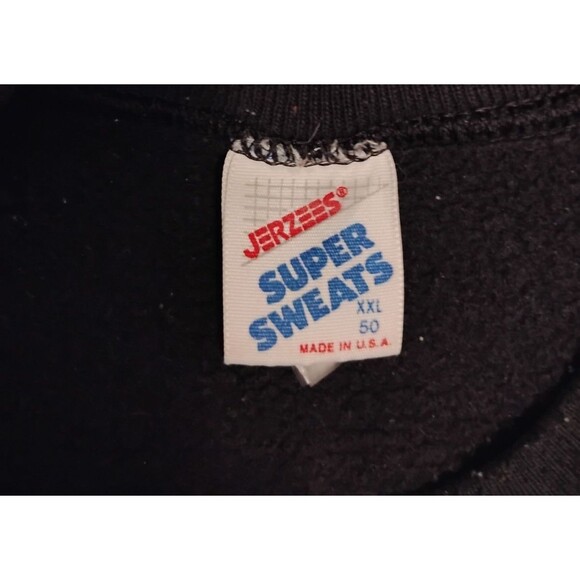 JERZEES®
SUPER
SWEATS
XXL
50
MADE IN U.S.A.